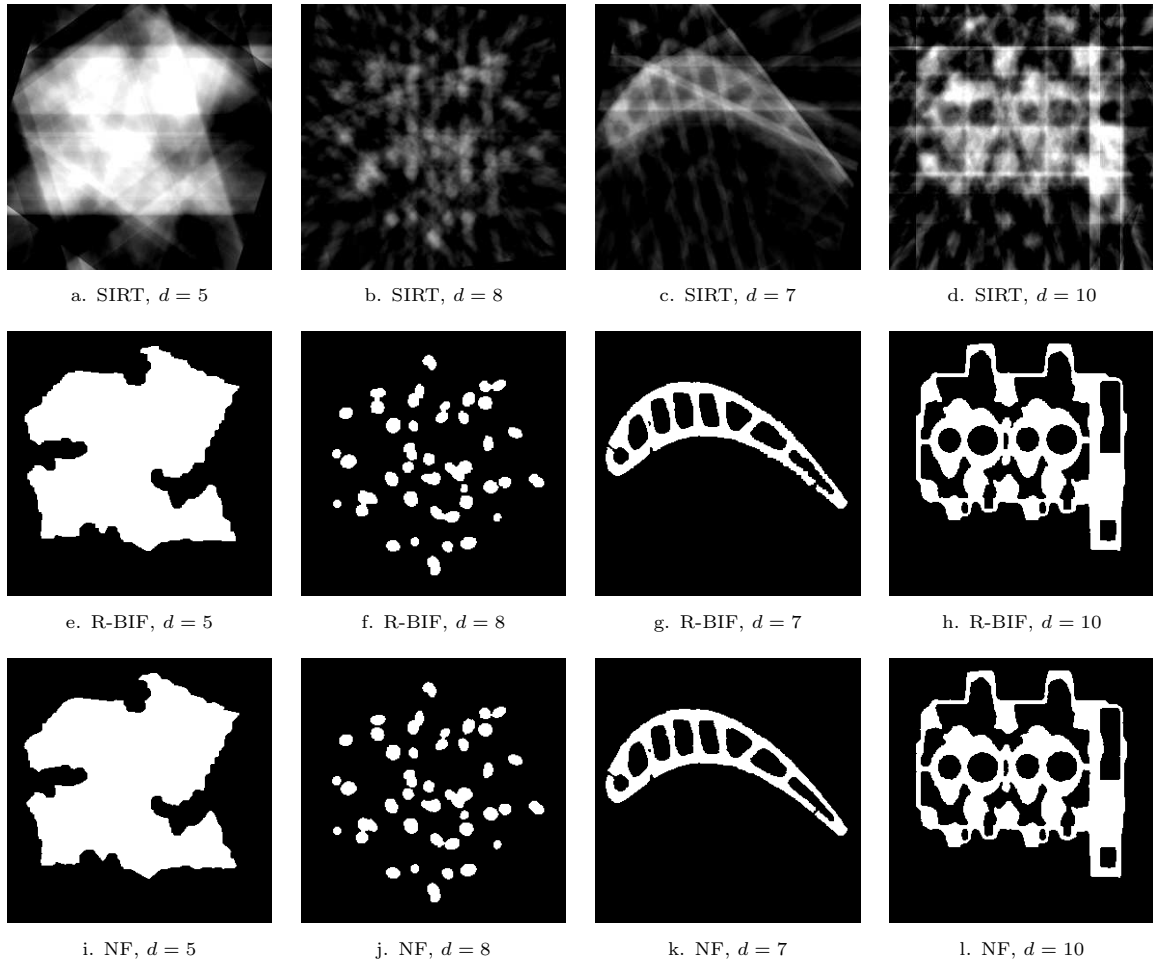 a. SIRT, d = 5
b. SIRT, d = 8
c. SIRT, d = 7
d. SIRT, d = 10
e. R-BIF, d = 5
f. R-BIF, d = 8
g. R-BIF, d = 7
h. R-BIF, d = 10
i. NF, d = 5
j. NF, d = 8
k. NF, d = 7
l. NF, d = 10